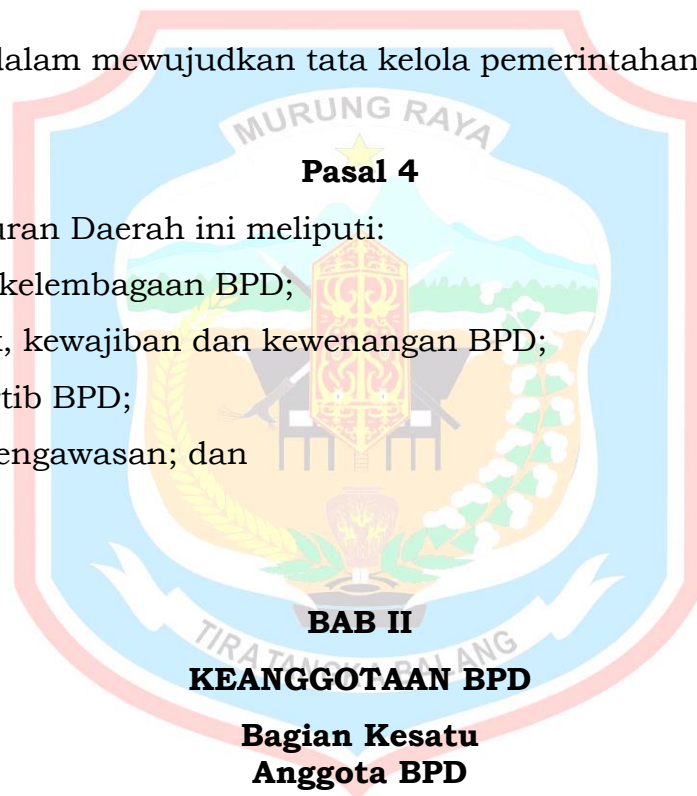 dalam mewujudkan tata kelola pemerintahan
MURUNG RAYA
Pasal 4
uran Daerah ini meliputi:
kelembagaan BPD;
, kewajiban dan kewenangan BPD;
tib BPD;
engawasan; dan
BAB II
TIRA TANGKA BALANG
KEANGGOTAAN BPD
Bagian Kesatu
Anggota BPD